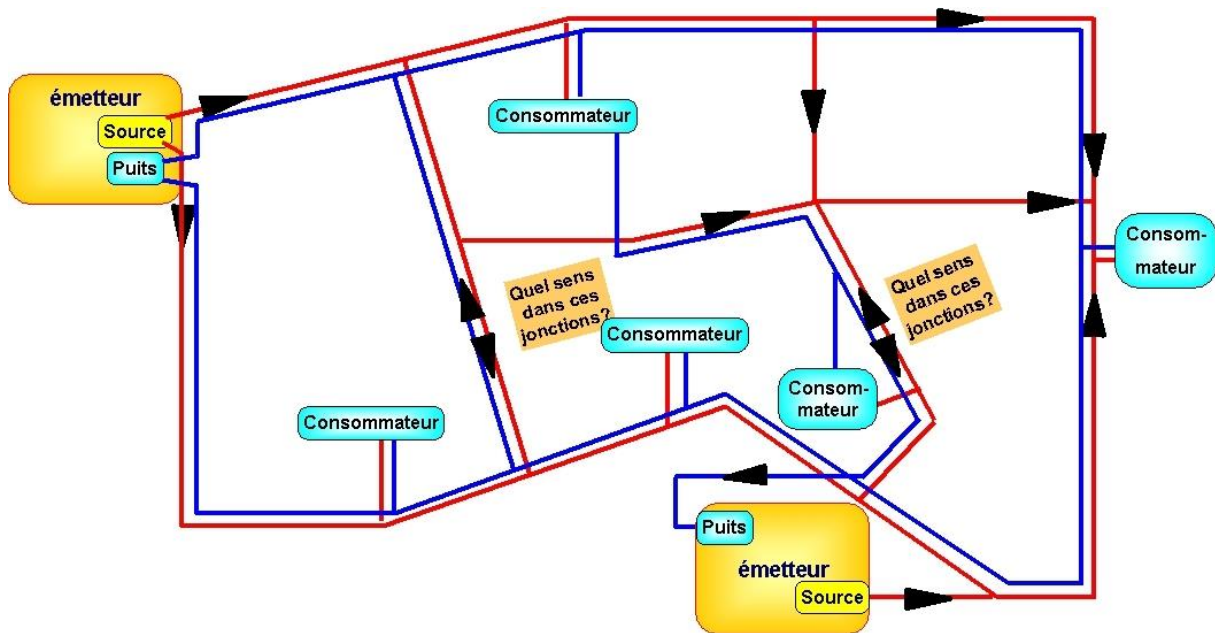 émetteur
Source
Puits
Consommateur
Consom-
mateur
Quel sens
dans ces
jonctions?
Quel sens
dans ces
jonctions?
Consommateur
Consom-
mateur
Consommateur
Puits
émetteur
Source